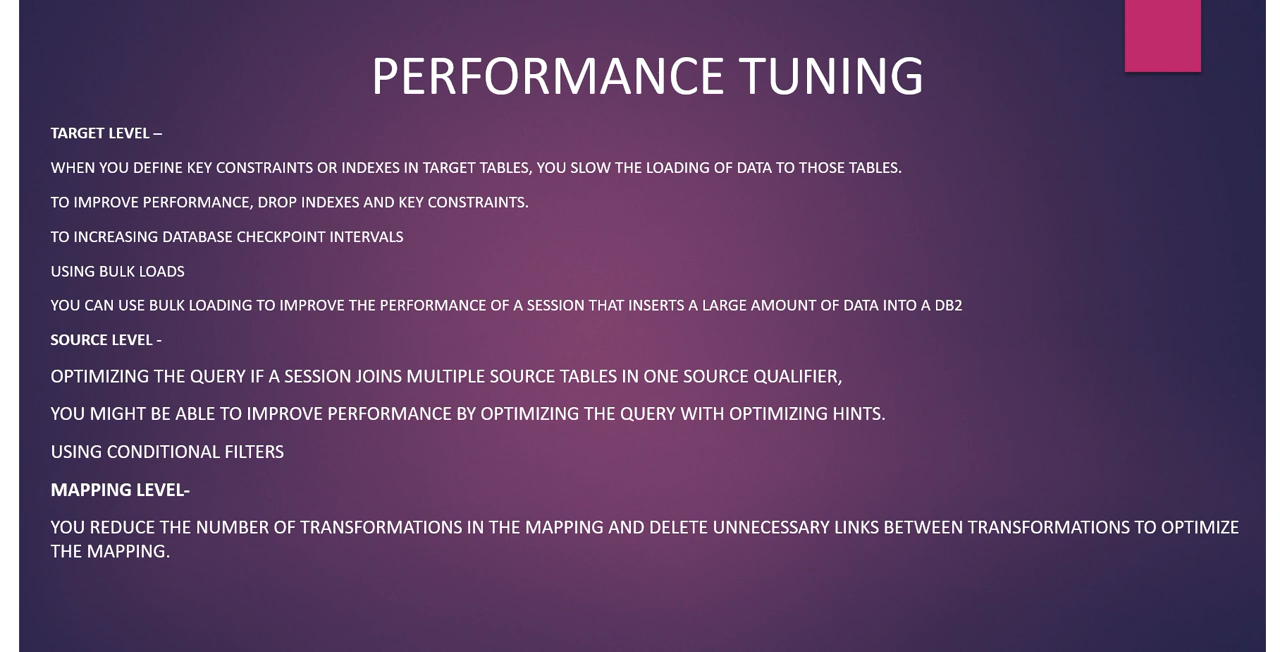 PERFORMANCE TUNING
TARGET LEVEL –
WHEN YOU DEFINE KEY CONSTRAINTS OR INDEXES IN TARGET TABLES, YOU SLOW THE LOADING OF DATA TO THOSE TABLES.
TO IMPROVE PERFORMANCE, DROP INDEXES AND KEY CONSTRAINTS.
TO INCREASING DATABASE CHECKPOINT INTERVALS
USING BULK LOADS
YOU CAN USE BULK LOADING TO IMPROVE THE PERFORMANCE OF A SESSION THAT INSERTS A LARGE AMOUNT OF DATA INTO A DB2
SOURCE LEVEL -
OPTIMIZING THE QUERY IF A SESSION JOINS MULTIPLE SOURCE TABLES IN ONE SOURCE QUALIFIER,
YOU MIGHT BE ABLE TO IMPROVE PERFORMANCE BY OPTIMIZING THE QUERY WITH OPTIMIZING HINTS.
USING CONDITIONAL FILTERS
MAPPING LEVEL-
YOU REDUCE THE NUMBER OF TRANSFORMATIONS IN THE MAPPING AND DELETE UNNECESSARY LINKS BETWEEN TRANSFORMATIONS TO OPTIMIZE
THE MAPPING.